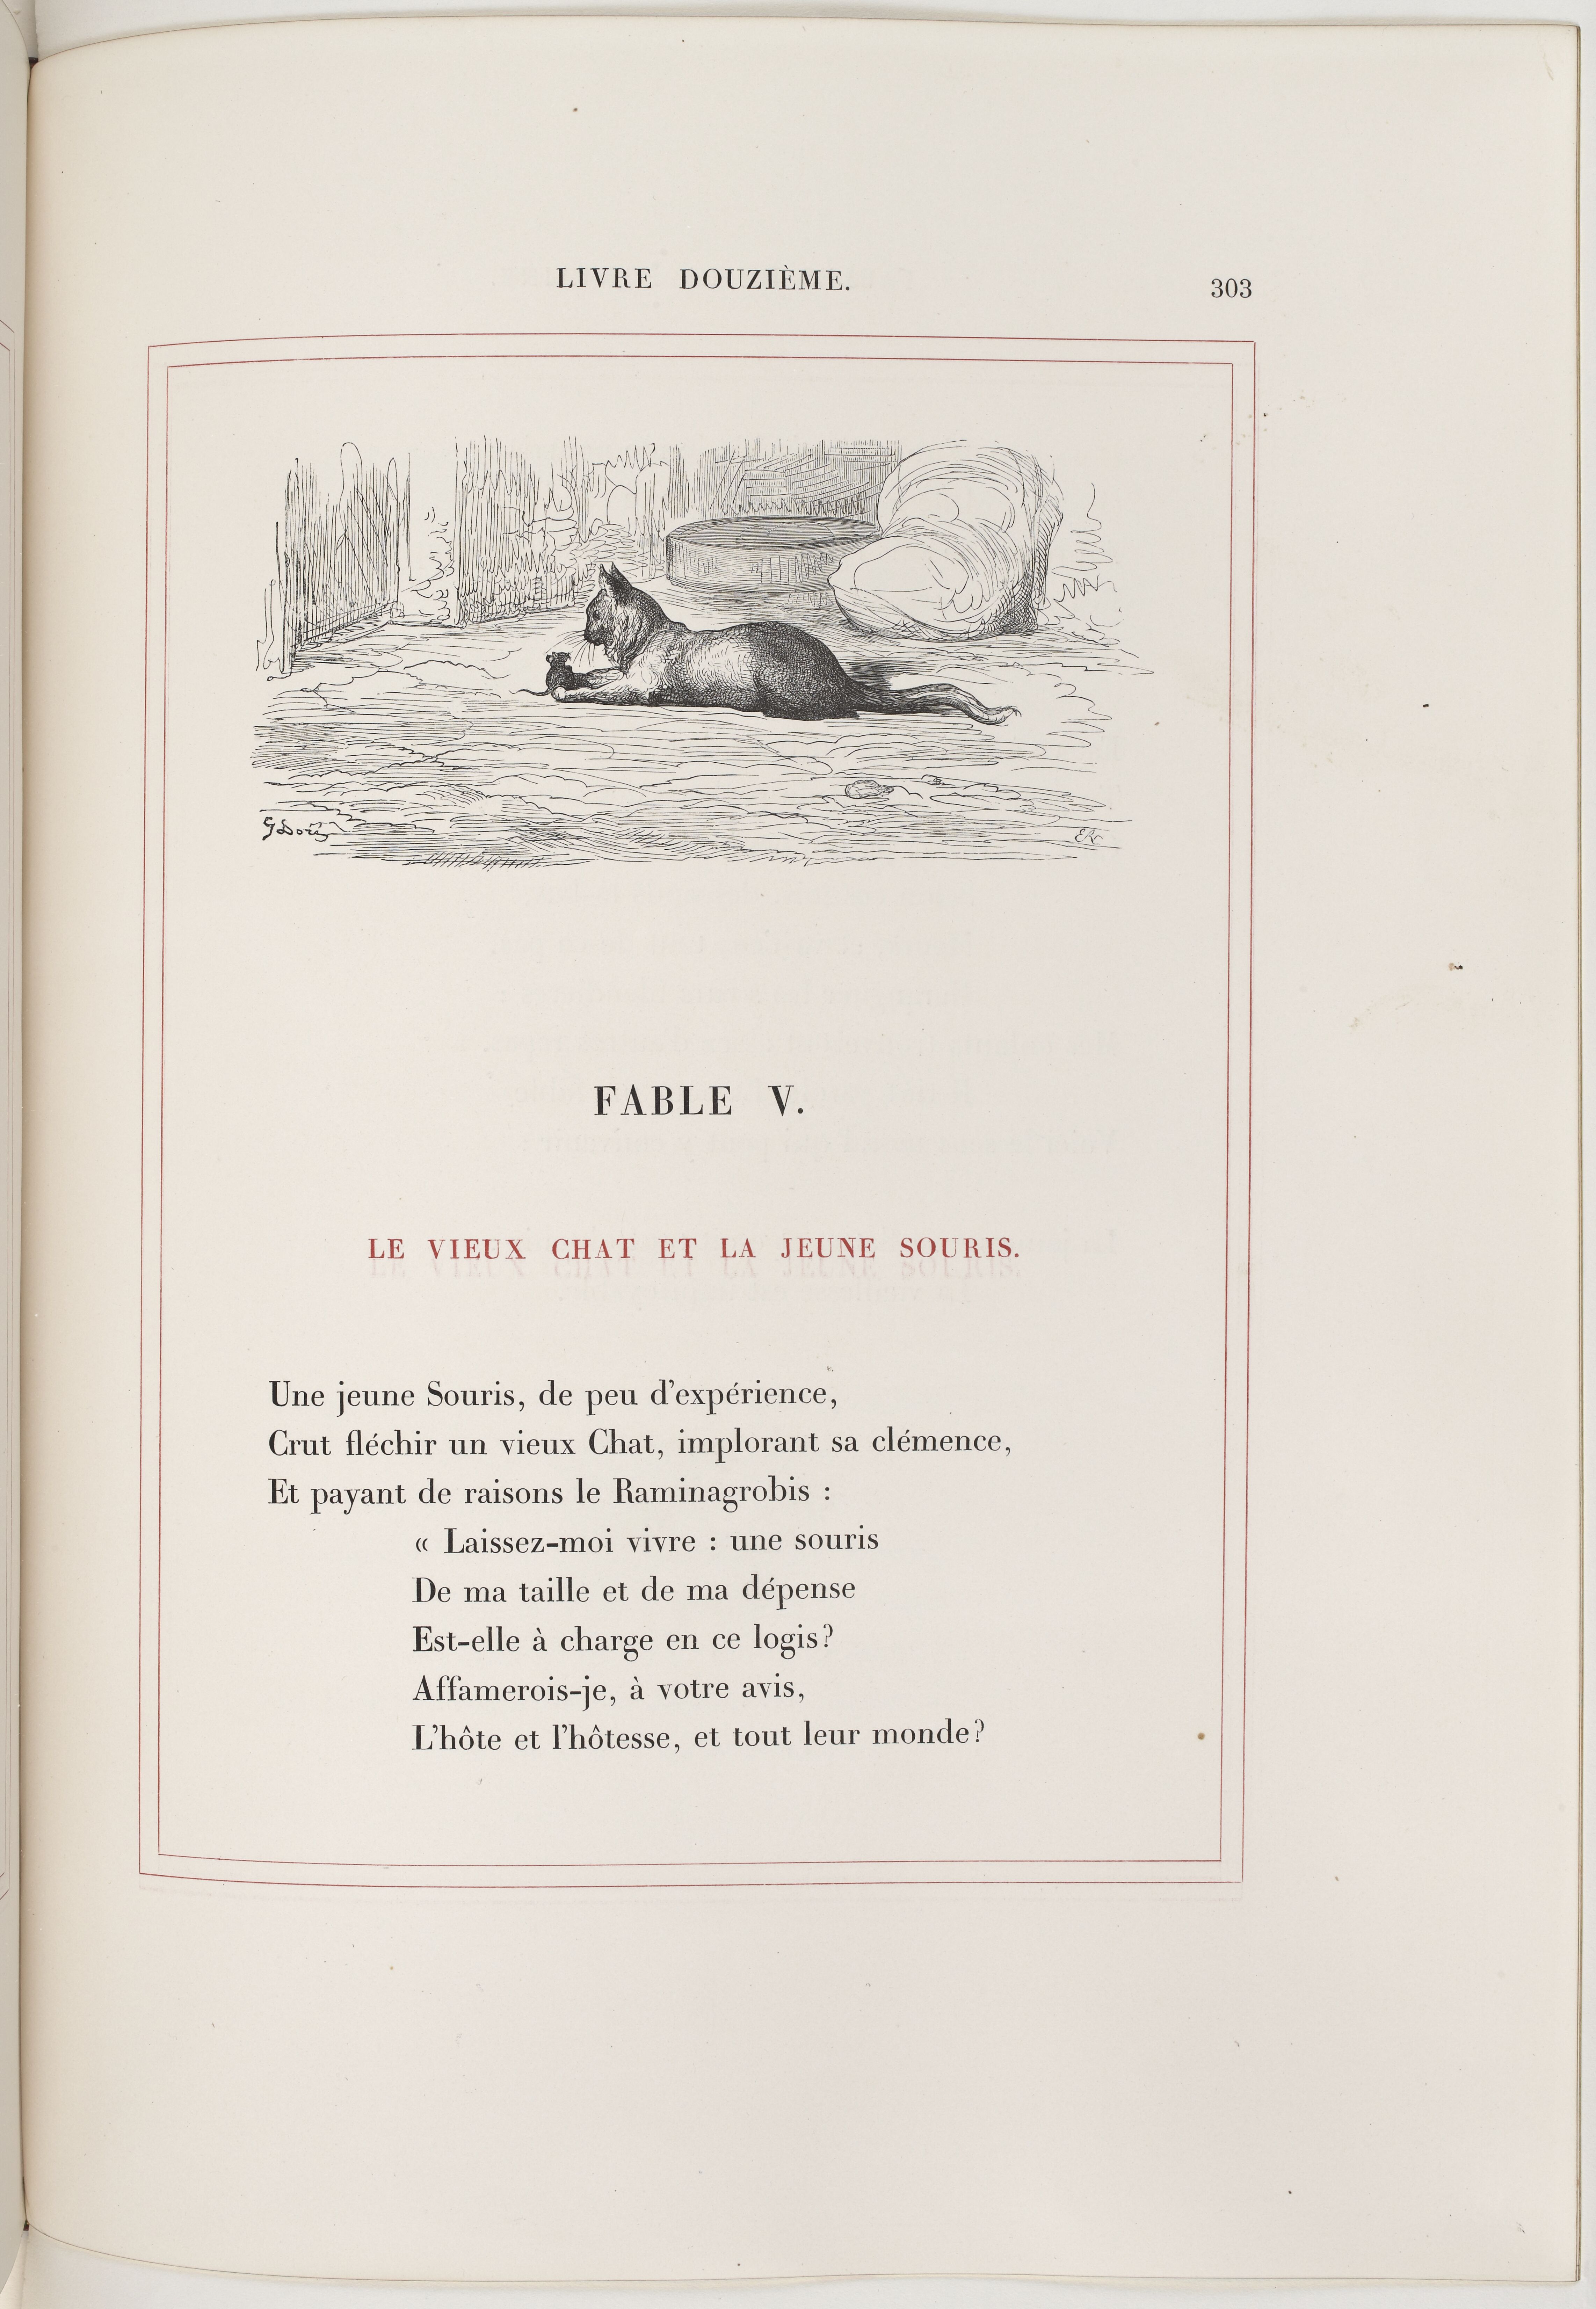 LIVRE DOUZIÈME.
303
G Doré
FABLE V.
LE VIEUX CHAT ET LA JEUNE SOURIS.
Une jeune Souris, de peu d'expérience,
Crut fléchir un vieux Chat, implorant sa clémence,
Et payant de raisons le Raminagrobis :
« Laissez-moi vivre : une souris
De ma taille et de ma dépense
Est-elle à charge en ce logis?
Affamerois-je, à votre avis,
L'hôte et l'hôtesse, et tout leur monde?